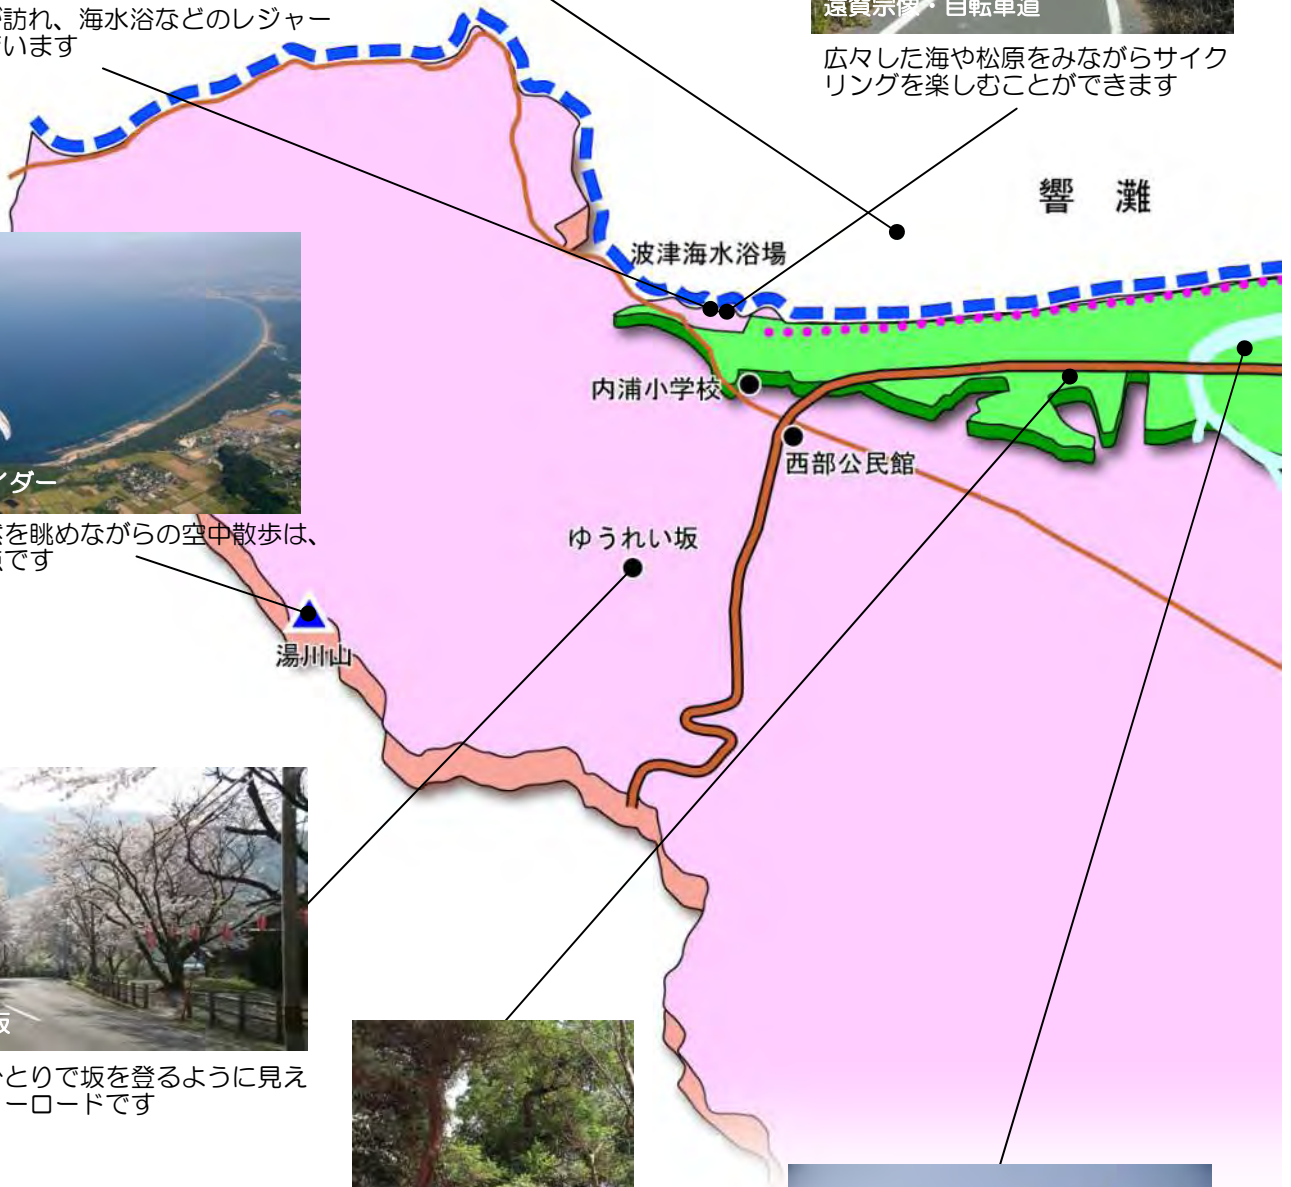 訪れ、海水浴などのレジャー
います
遠賀宗像・自転車道
広々した海や松原をみながらサイク
リングを楽しむことができます
響 灘
波津海水浴場
内浦小学校
西部公民館
イダー
を眺めながらの空中散歩は、
です
ゆうれい坂
湯川山
坂
とりで坂を登るように見え
ーロードです